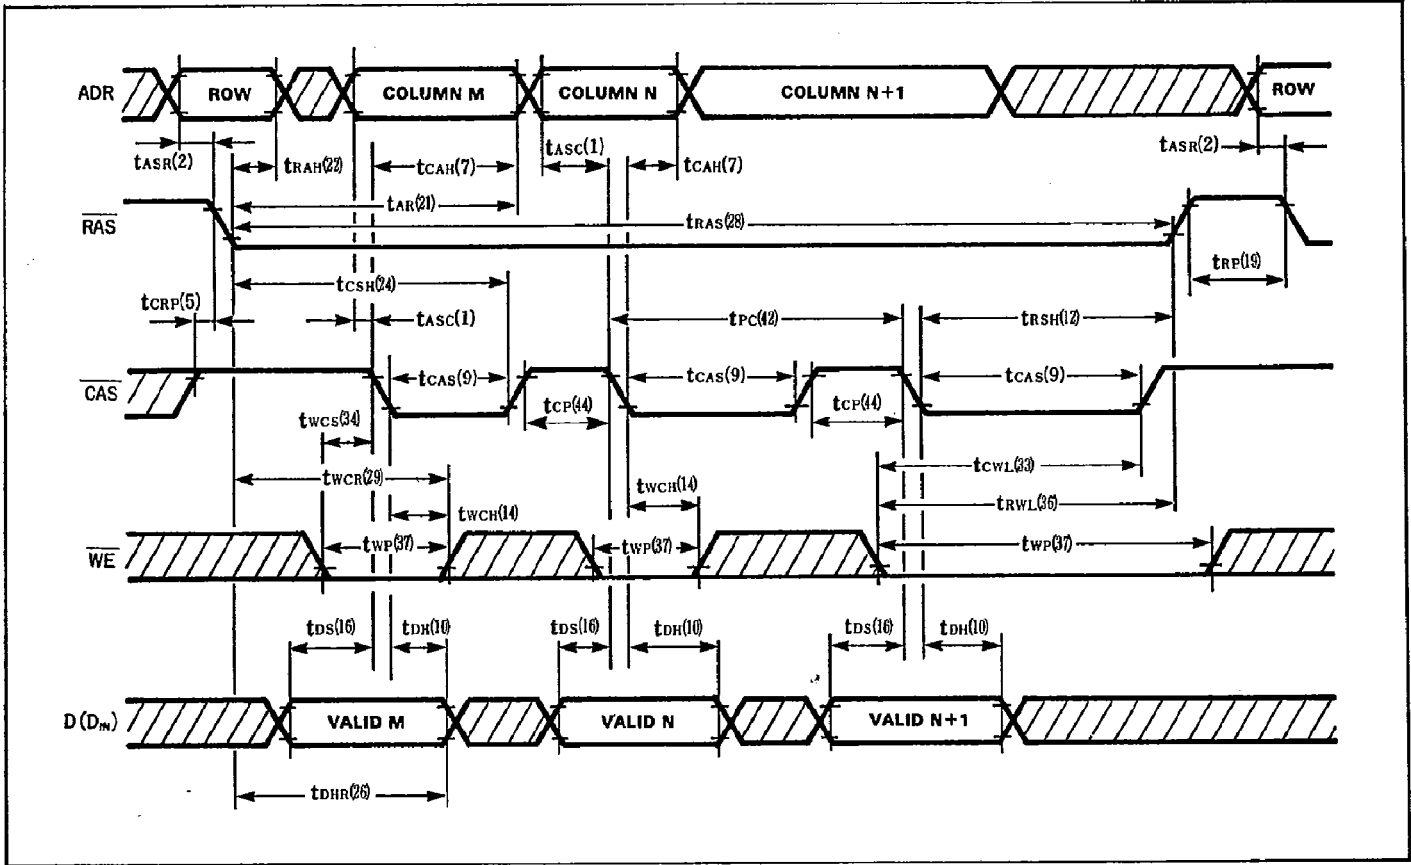 ADR ROW COLUMN M COLUMN N COLUMN N+1 ROW
tASR(2) tRAH(22) tCAH(7) tASC(1) tCAH(7) tASR(2)
tAR(21)
RAS tRAS(28)
tRP(19)
tCSH(24)
tCRP(5) tASC(1) tPC(42) tRSH(12)
CAS tCAS(9) tCAS(9) tCAS(9)
tWCS(34) tCP(44) tCP(44)
tWCR(29) tCWL(33)
tWCH(14) tWCH(14) tRWL(36)
WE tWP(37) tWP(37) tWP(37)
tDS(16) tDH(10) tDS(16) tDH(10) tDS(16) tDH(10)
D(DIN) VALID M VALID N VALID N+1
tDHR(26)